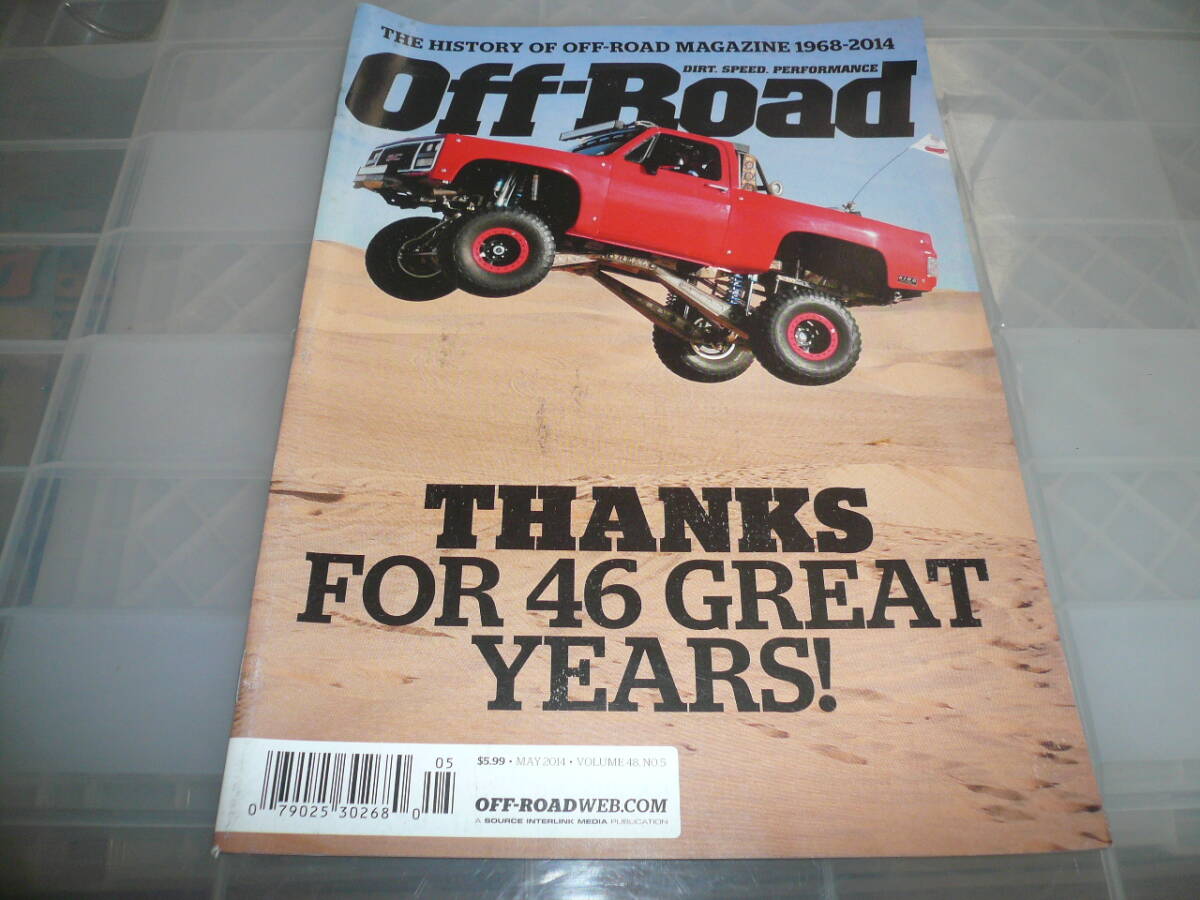 THE HISTORY OF OFF-ROAD MAGAZINE 1968-2014
DIRT. SPEED. PERFORMANCE
Off-Road
THANKS
FOR 46 GREAT
YEARS!
05
0 79025 30268 0
$5.99 • MAY 2014 • VOLUME 48, NO 5
OFF-ROADWEB.COM
A SOURCE INTERLINK MEDIA PUBLICATION